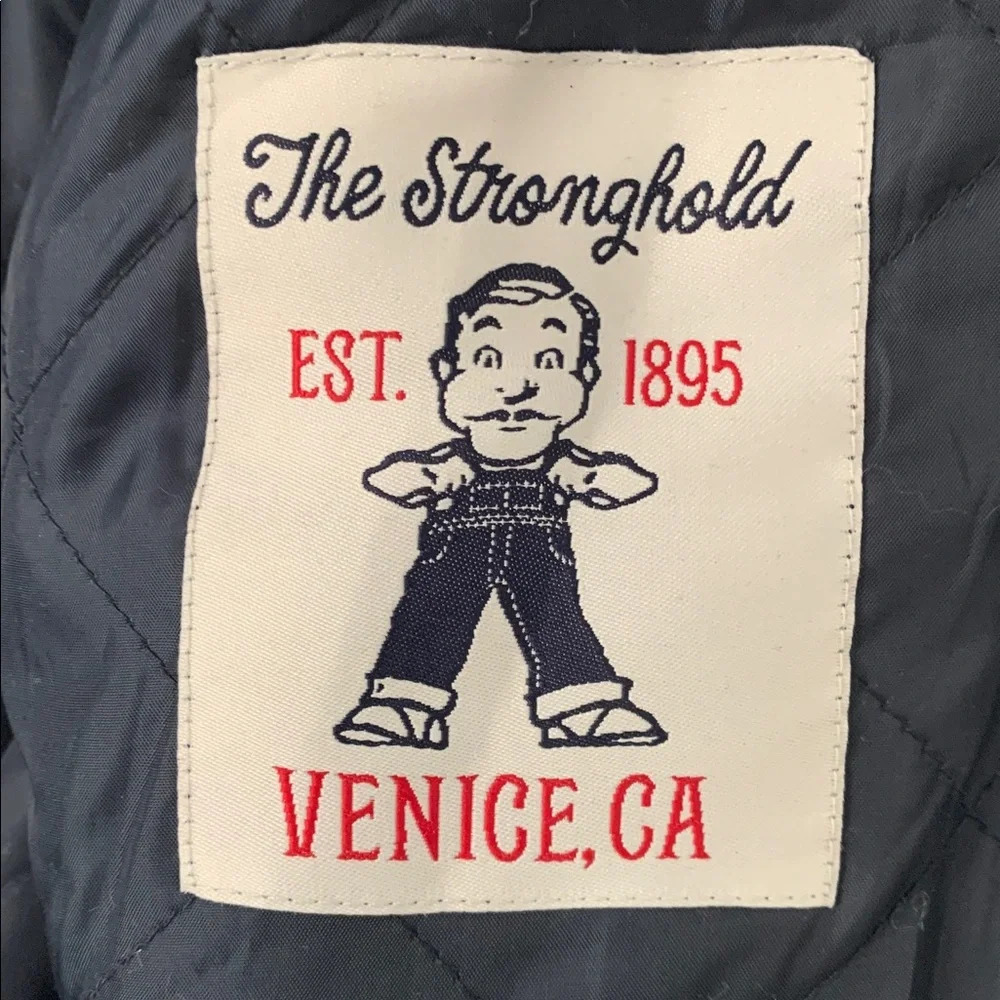 The Stronghold
EST. 1895
VENICE, CA